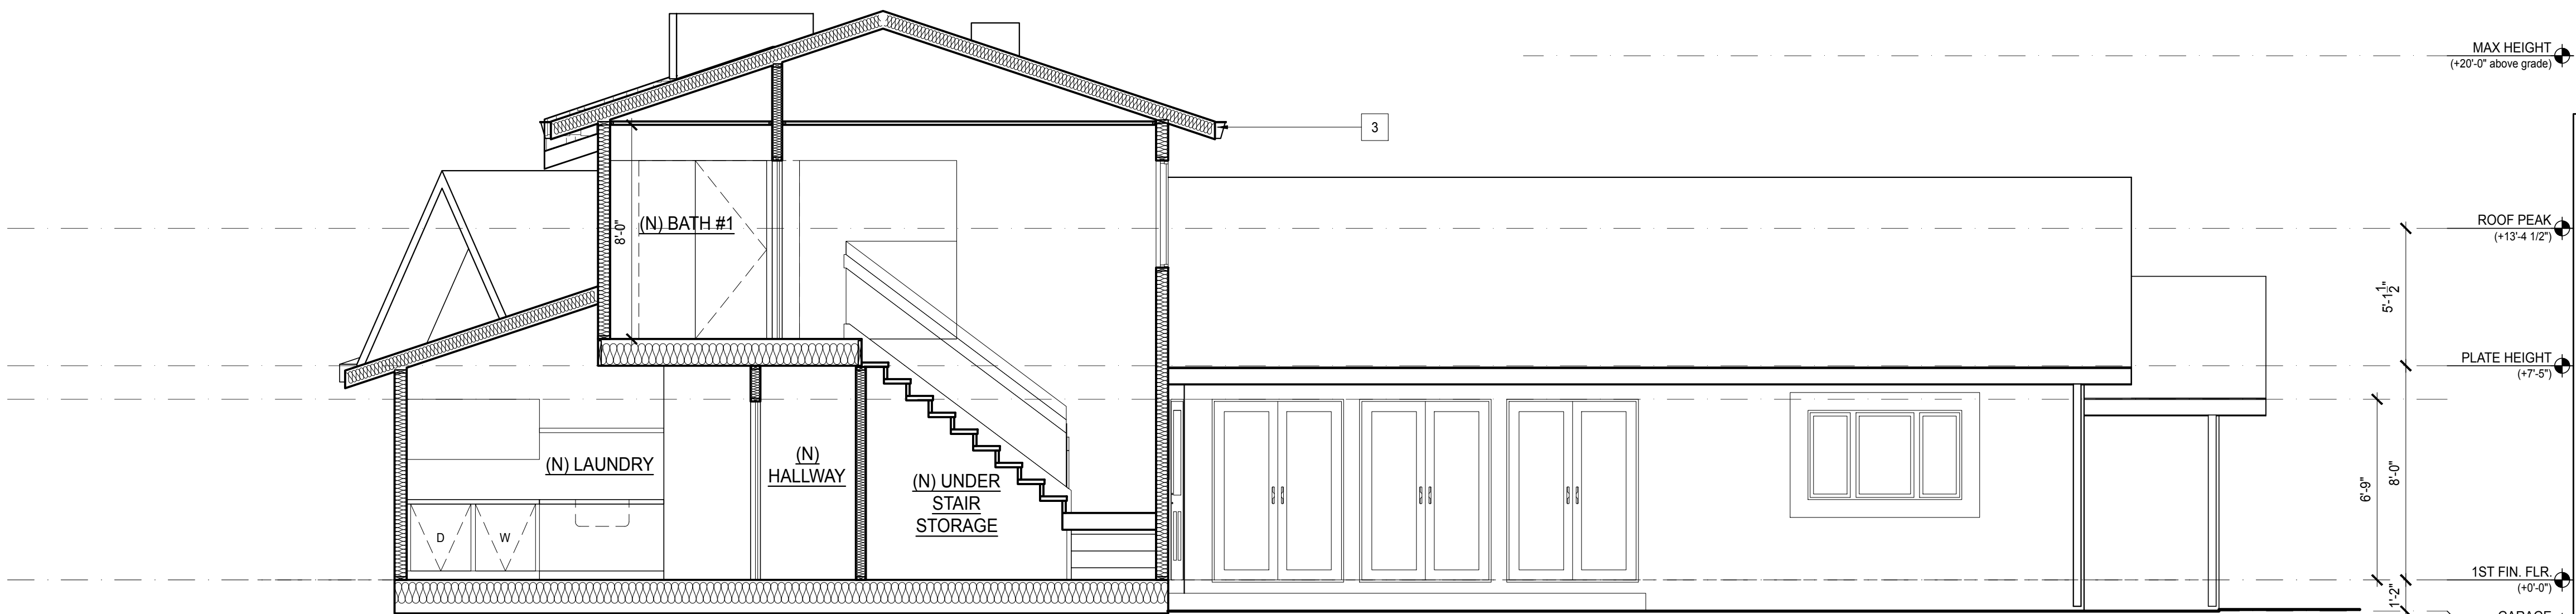 MAX HEIGHT
(+20'-0" above grade)
3
ROOF PEAK
(+13'-4 1/2")
(N) BATH #1
8'-0"
5'-1 1/2"
PLATE HEIGHT
(+7'-5")
(N) LAUNDRY
(N)
HALLWAY
(N) UNDER
STAIR
STORAGE
D
W
6'-9"
8'-0"
1ST FIN. FLR.
(+0'-0")
1'-2"
GARAGE